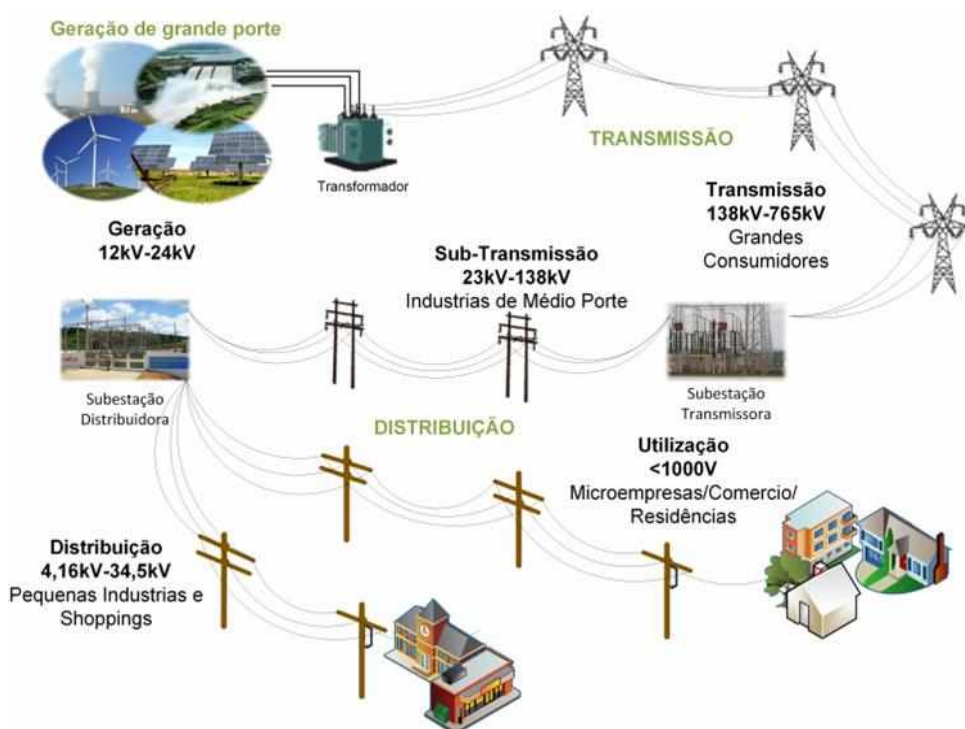 Geração de grande porte
Transformador
TRANSMISSÃO
Transmissão
138kV-765kV
Grandes
Consumidores
Geração
12kV-24kV
Sub-Transmissão
23kV-138kV
Industrias de Médio Porte
Subestação
Distribuidora
Subestação
Transmissora
DISTRIBUIÇÃO
Utilização
<1000V
Microempresas/Comercio/
Residências
Distribuição
4,16kV-34,5kV
Pequenas Industrias e
Shoppings